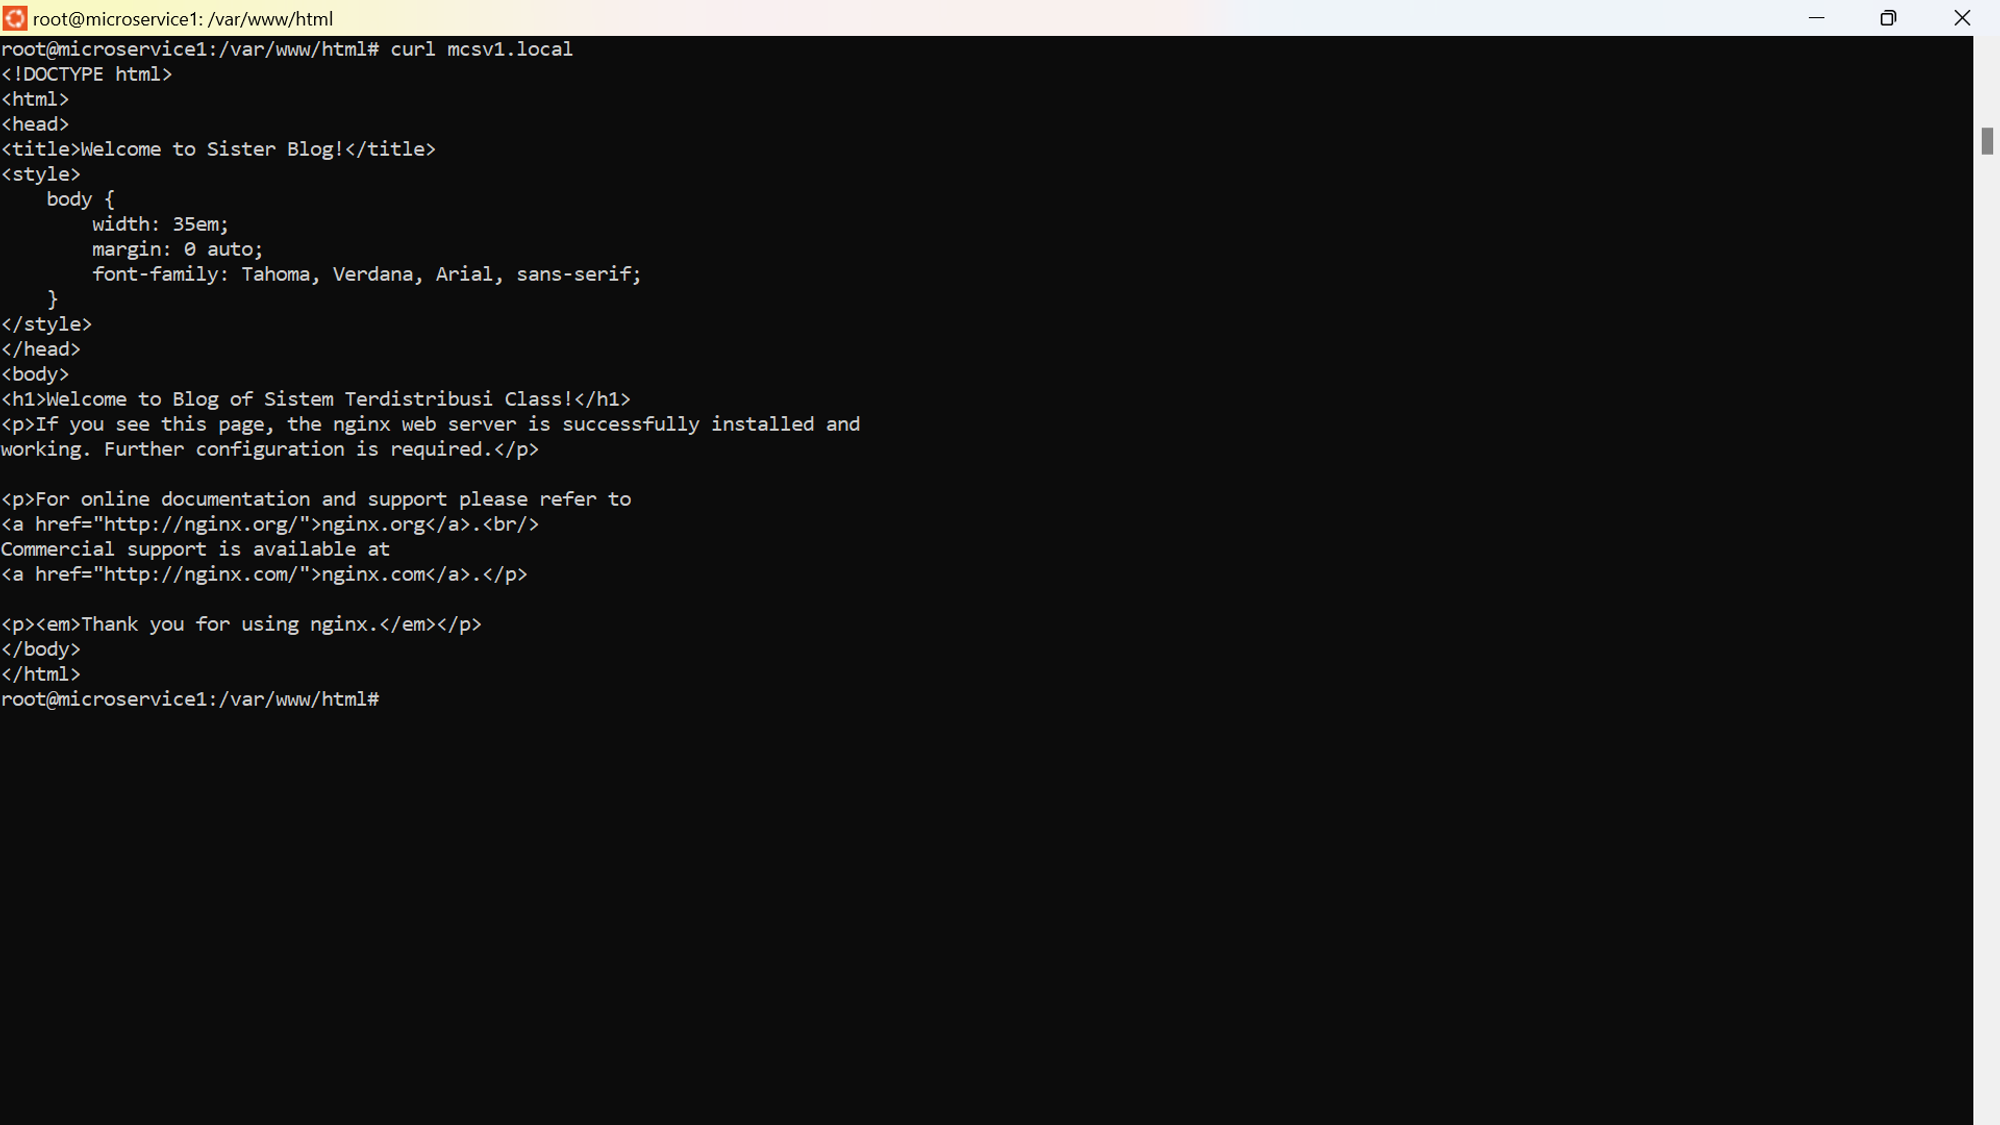 root@microservice1: /var/www/html
root@microservice1:/var/www/html# curl mcsv1.local
<!DOCTYPE html>
<html>
<head>
<title>Welcome to Sister Blog!</title>
<style>
    body {
        width: 35em;
        margin: 0 auto;
        font-family: Tahoma, Verdana, Arial, sans-serif;
    }
</style>
</head>
<body>
<h1>Welcome to Blog of Sistem Terdistribusi Class!</h1>
<p>If you see this page, the nginx web server is successfully installed and
working. Further configuration is required.</p>

<p>For online documentation and support please refer to
<a href="http://nginx.org/">nginx.org</a>.<br/>
Commercial support is available at
<a href="http://nginx.com/">nginx.com</a>.</p>

<p><em>Thank you for using nginx.</em></p>
</body>
</html>
root@microservice1:/var/www/html#